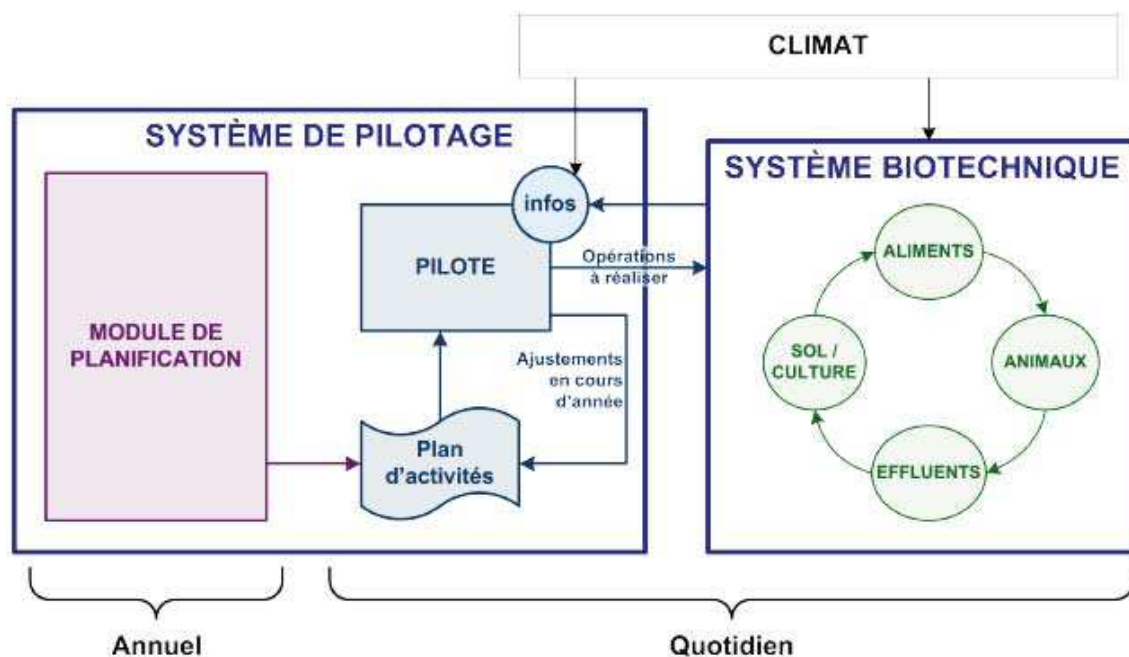 CLIMAT
SYSTÈME DE PILOTAGE
SYSTÈME BIOTECHNIQUE
infos
PILOTE
Opérations
à réaliser
MODULE DE
PLANIFICATION
Ajustements
en cours
d'année
Plan
d'activités
ALIMENTS
SOL /
CULTURE
ANIMAUX
EFFLUENTS
Annuel
Quotidien